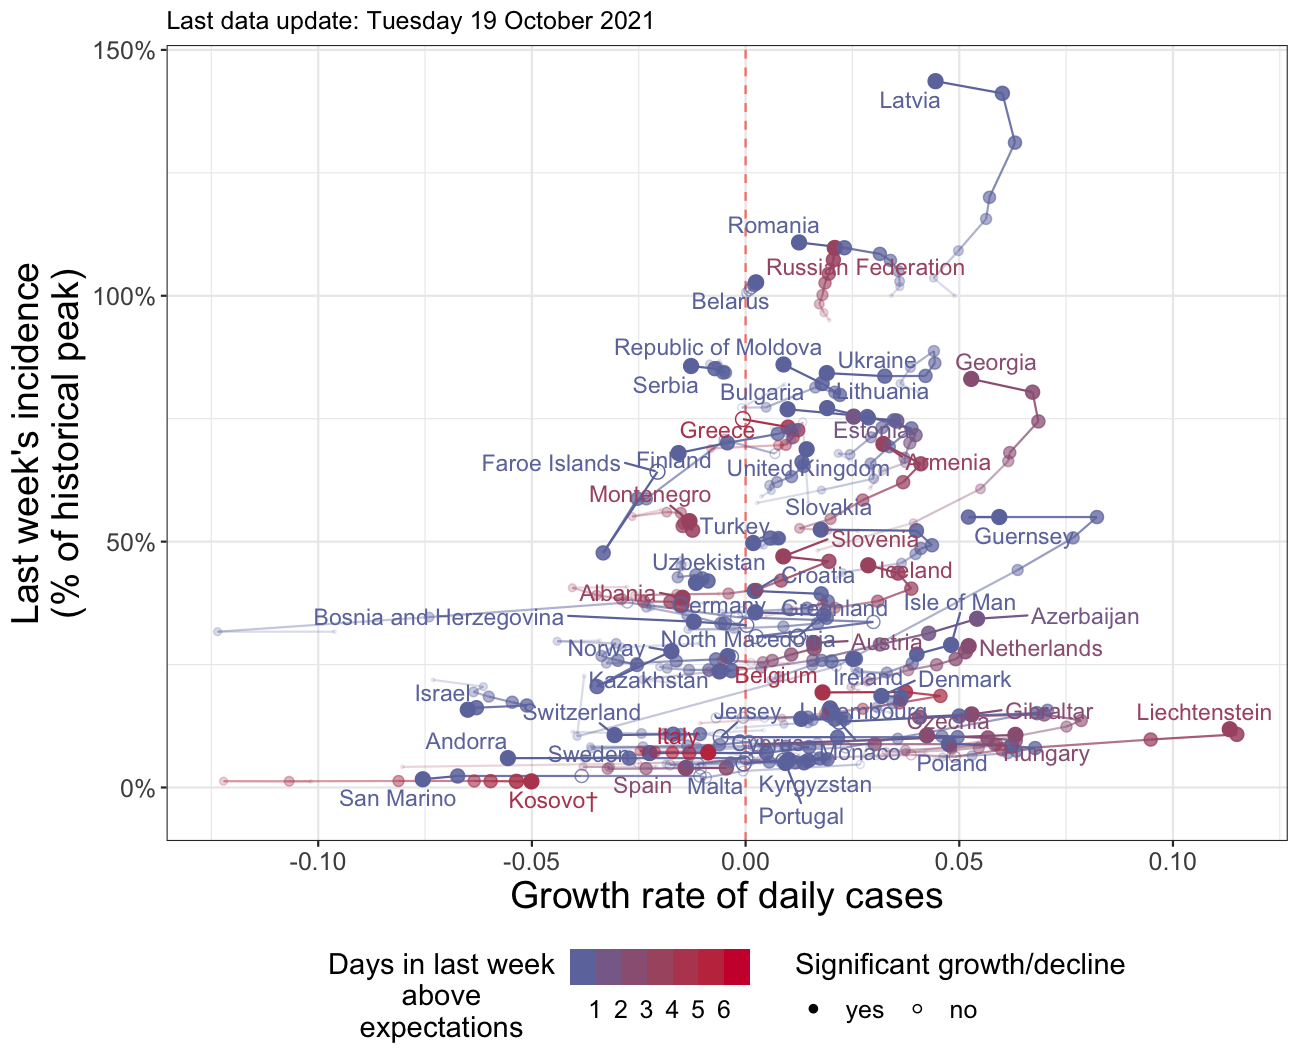 Last data update: Tuesday 19 October 2021
150%
Latvia
Romania
Russian Federation
100%
Belarus
Republic of Moldova
Ukraine
Georgia
Serbia
Bulgaria
Lithuania
Greece
Estonia
Faroe Islands
Finland
United Kingdom
Armenia
Montenegro
Slovakia
Turkey
50%
Slovenia
Guernsey
Uzbekistan
Croatia
Iceland
Albania
Germany
Greenland
Isle of Man
Bosnia and Herzegovina
Azerbaijan
Norway
North Macedonia
Austria
Netherlands
Kazakhstan
Belgium
Ireland
Denmark
Israel
Switzerland
Jersey
Luxembourg
Gibraltar
Liechtenstein
Czechia
Andorra
Italy
Cyprus
Sweden
Monaco
Hungary
Poland
0%
San Marino
Kosovo†
Spain
Malta
Kyrgyzstan
Portugal
Last week's incidence
(% of historical peak)
-0.10
-0.05
0.00
0.05
0.10
Growth rate of daily cases
Days in last week
above
expectations
1 2 3 4 5 6
Significant growth/decline
yes
no